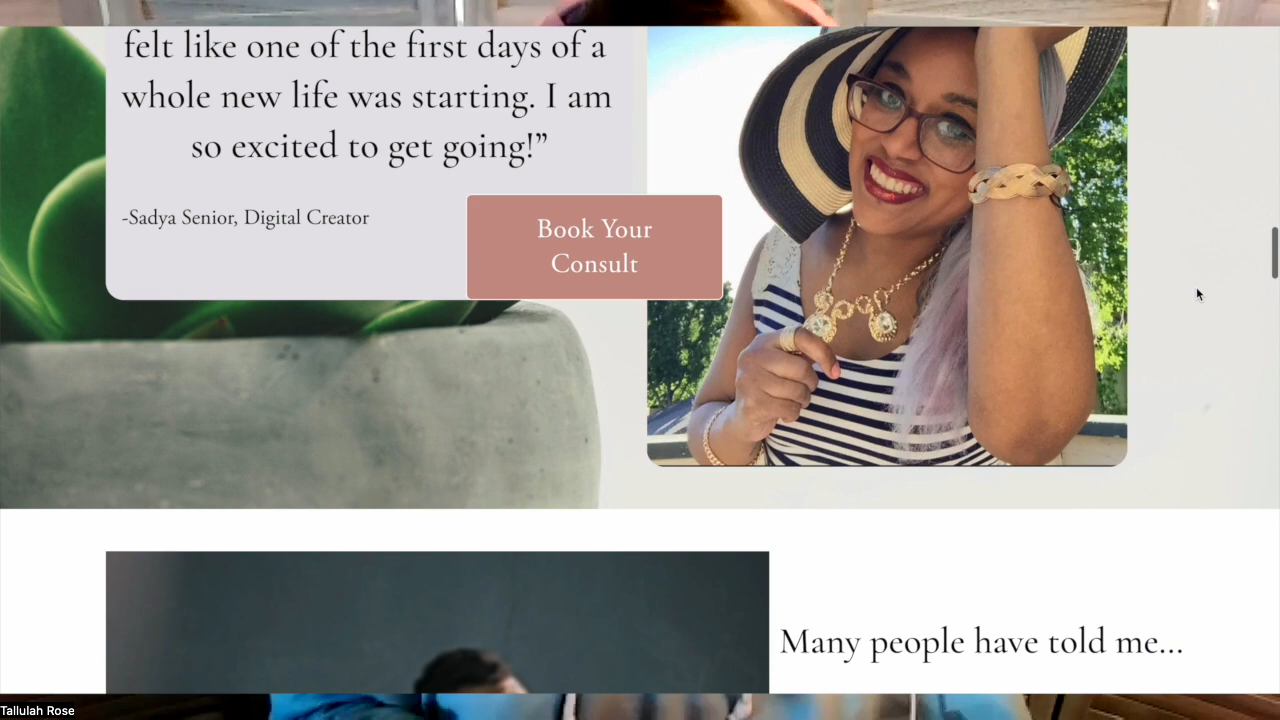 felt like one of the first days of a
whole new life was starting. I am
so excited to get going!”
-Sadya Senior, Digital Creator
Book Your
Consult
Many people have told me...
Tallulah Rose